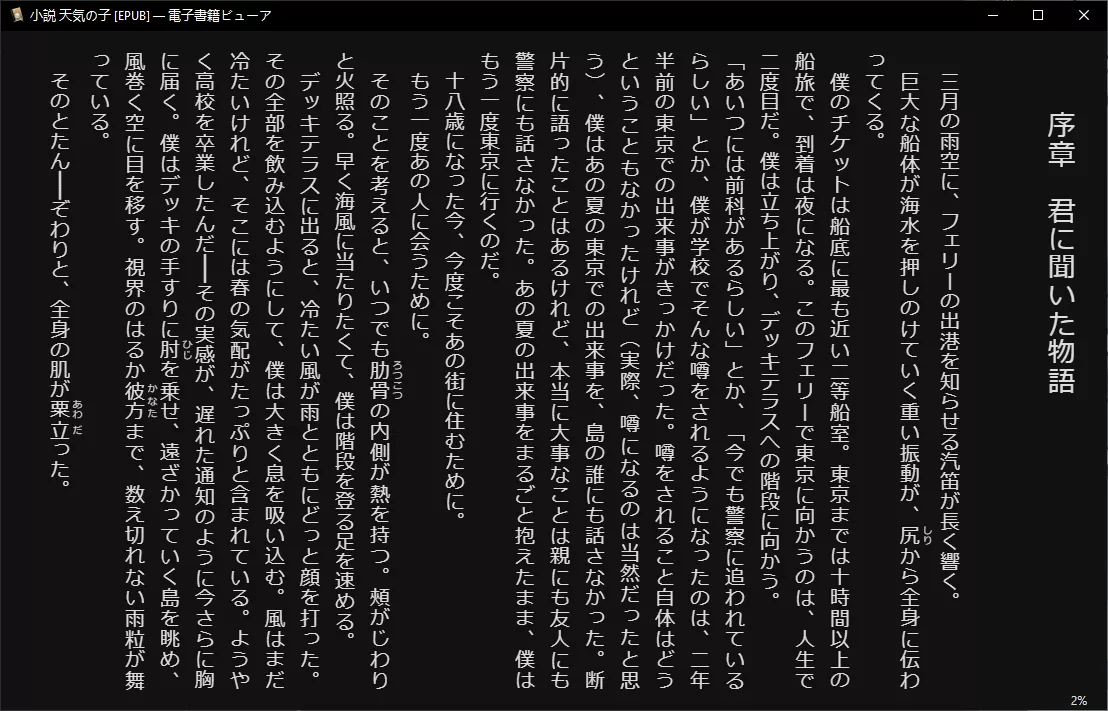 小説 天気の子 [EPUB] — 電子書籍ビューア
序章　君に聞いた物語
三月の雨空に、フェリーの出港を知らせる汽笛が長く響く。
巨大な船体が海水を押しのけていく重い振動が、尻しりから全身に伝わ
ってくる。
僕のチケットは船底に最も近い二等船室。東京までは十時間以上の
船旅で、到着は夜になる。このフェリーで東京に向かうのは、人生で
二度目だ。僕は立ち上がり、デッキテラスへの階段に向かう。
「あいつには前科があるらしい」とか、「今でも警察に追われている
らしい」とか、僕が学校でそんな噂をされるようになったのは、二年
半前の東京での出来事がきっかけだった。噂をされること自体はどう
ということもなかったけれど（実際、噂になるのは当然だったと思
う）、僕はあの夏の東京での出来事を、島の誰にも話さなかった。断
片的に語ったことはあるけれど、本当に大事なことは親にも友人にも
警察にも話さなかった。あの夏の出来事をまるごと抱えたまま、僕は
もう一度東京に行くのだ。
十八歳になった今、今度こそあの街に住むために。
もう一度あの人に会うために。
そのことを考えると、いつでも肋骨ろっこつの内側が熱を持つ。頰がじわり
と火照る。早く海風に当たりたくて、僕は階段を登る足を速める。
デッキテラスに出ると、冷たい風が雨とともにどっと顔を打った。
その全部を飲み込むようにして、僕は大きく息を吸い込む。風はまだ
冷たいけれど、そこには春の気配がたっぷりと含まれている。ようや
く高校を卒業したんだ――その実感が、遅れた通知のように今さらに胸
に届く。僕はデッキの手すりに肘ひじを乗せ、遠ざかっていく島を眺め、
風巻く空に目を移す。視界のはるか彼方かなたまで、数え切れない雨粒が舞
っている。
そのとたん――ぞわりと、全身の肌が粟あわ立だった。
2%